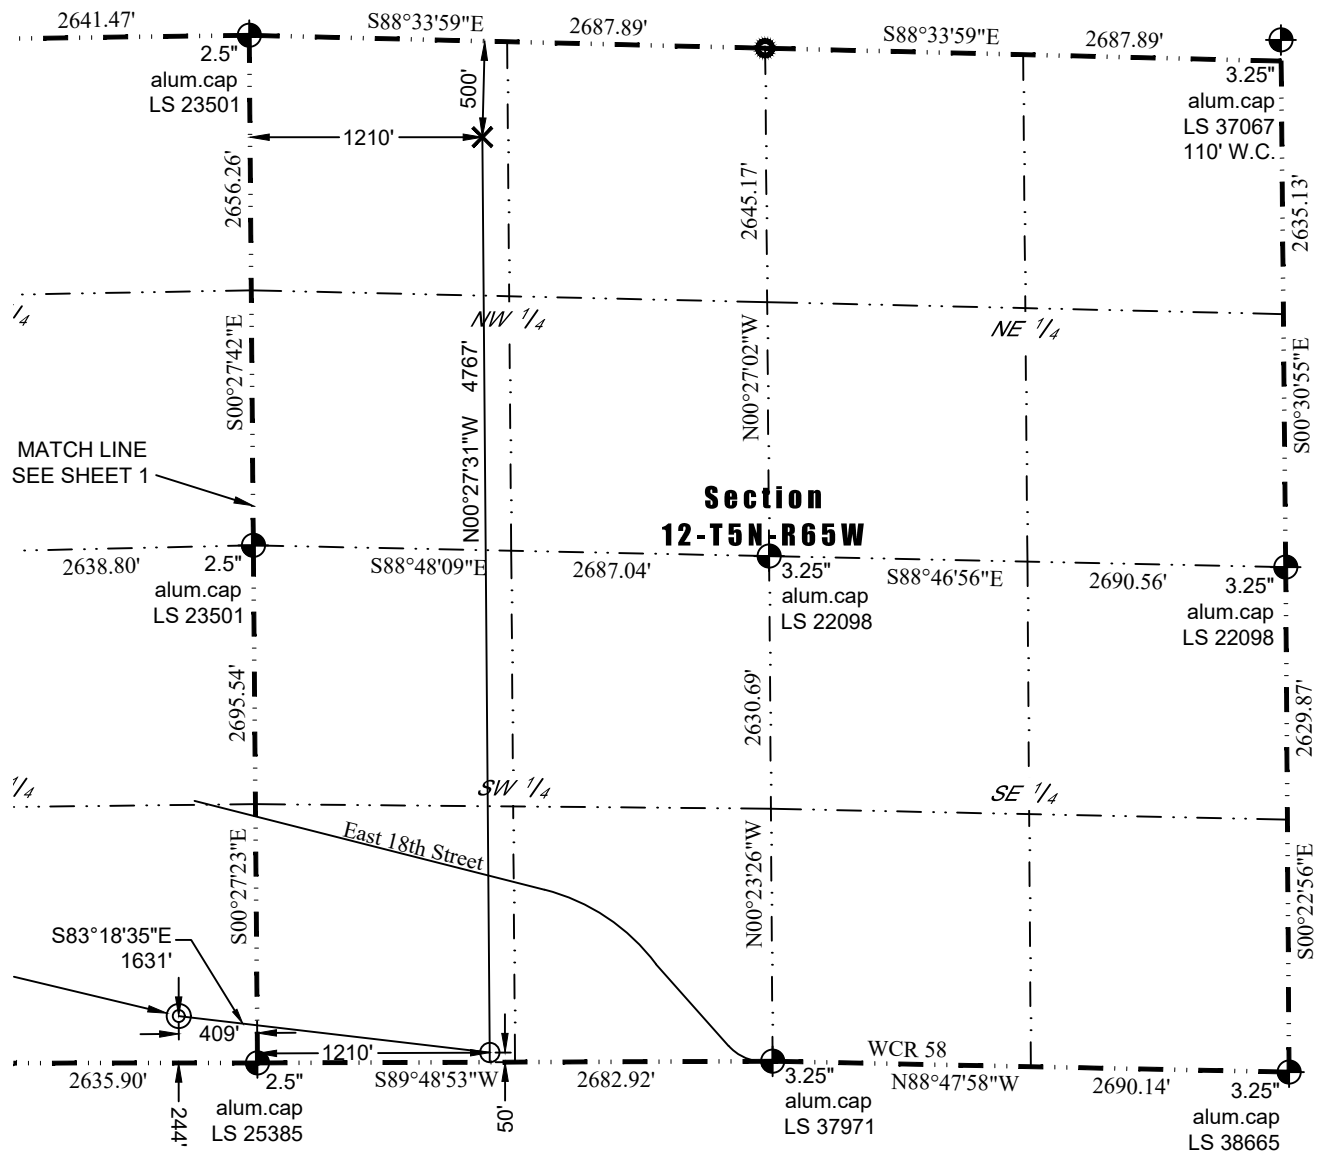 2641.47'
S88°33'59"E
2687.89'
S88°33'59"E
2687.89'
2.5"
alum.cap
LS 23501
500'
1210'
3.25"
alum.cap
LS 37067
110' W.C.
2656.26'
2645.17'
2635.13'
1/4
NW 1/4
NE 1/4
S00°27'42"E
N00°27'31"W 4767'
N00°27'02"W
S00°30'55"E
MATCH LINE
SEE SHEET 1
Section
12-T5N-R65W
2638.80'
2.5"
alum.cap
LS 23501
S88°48'09"E
2687.04'
3.25"
alum.cap
LS 22098
S88°46'56"E
2690.56'
3.25"
alum.cap
LS 22098
2695.54'
2630.69'
2629.87'
1/4
SW 1/4
SE 1/4
East 18th Street
S00°27'23"E
N00°23'26"W
S00°22'56"E
S83°18'35"E
1631'
409'
1210'
WCR 58
2635.90'
2.5"
alum.cap
LS 25385
S89°48'53"W
2682.92'
3.25"
alum.cap
LS 37971
N88°47'58"W
2690.14'
3.25"
alum.cap
LS 38665
244'
50'